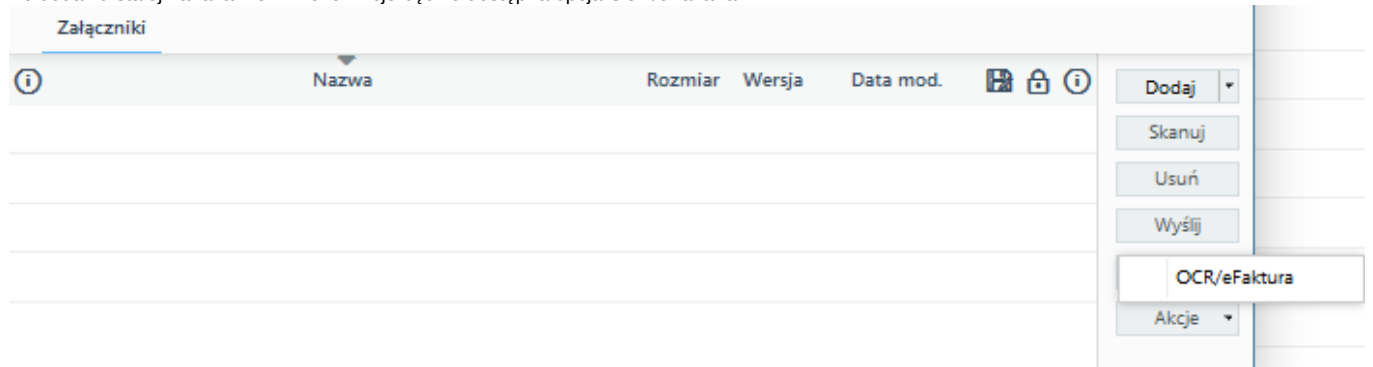 Załączniki
Nazwa Rozmiar Wersja Data mod.
Dodaj
Skanuj
Usuń
Wyślij
OCR/eFaktura
Akcje